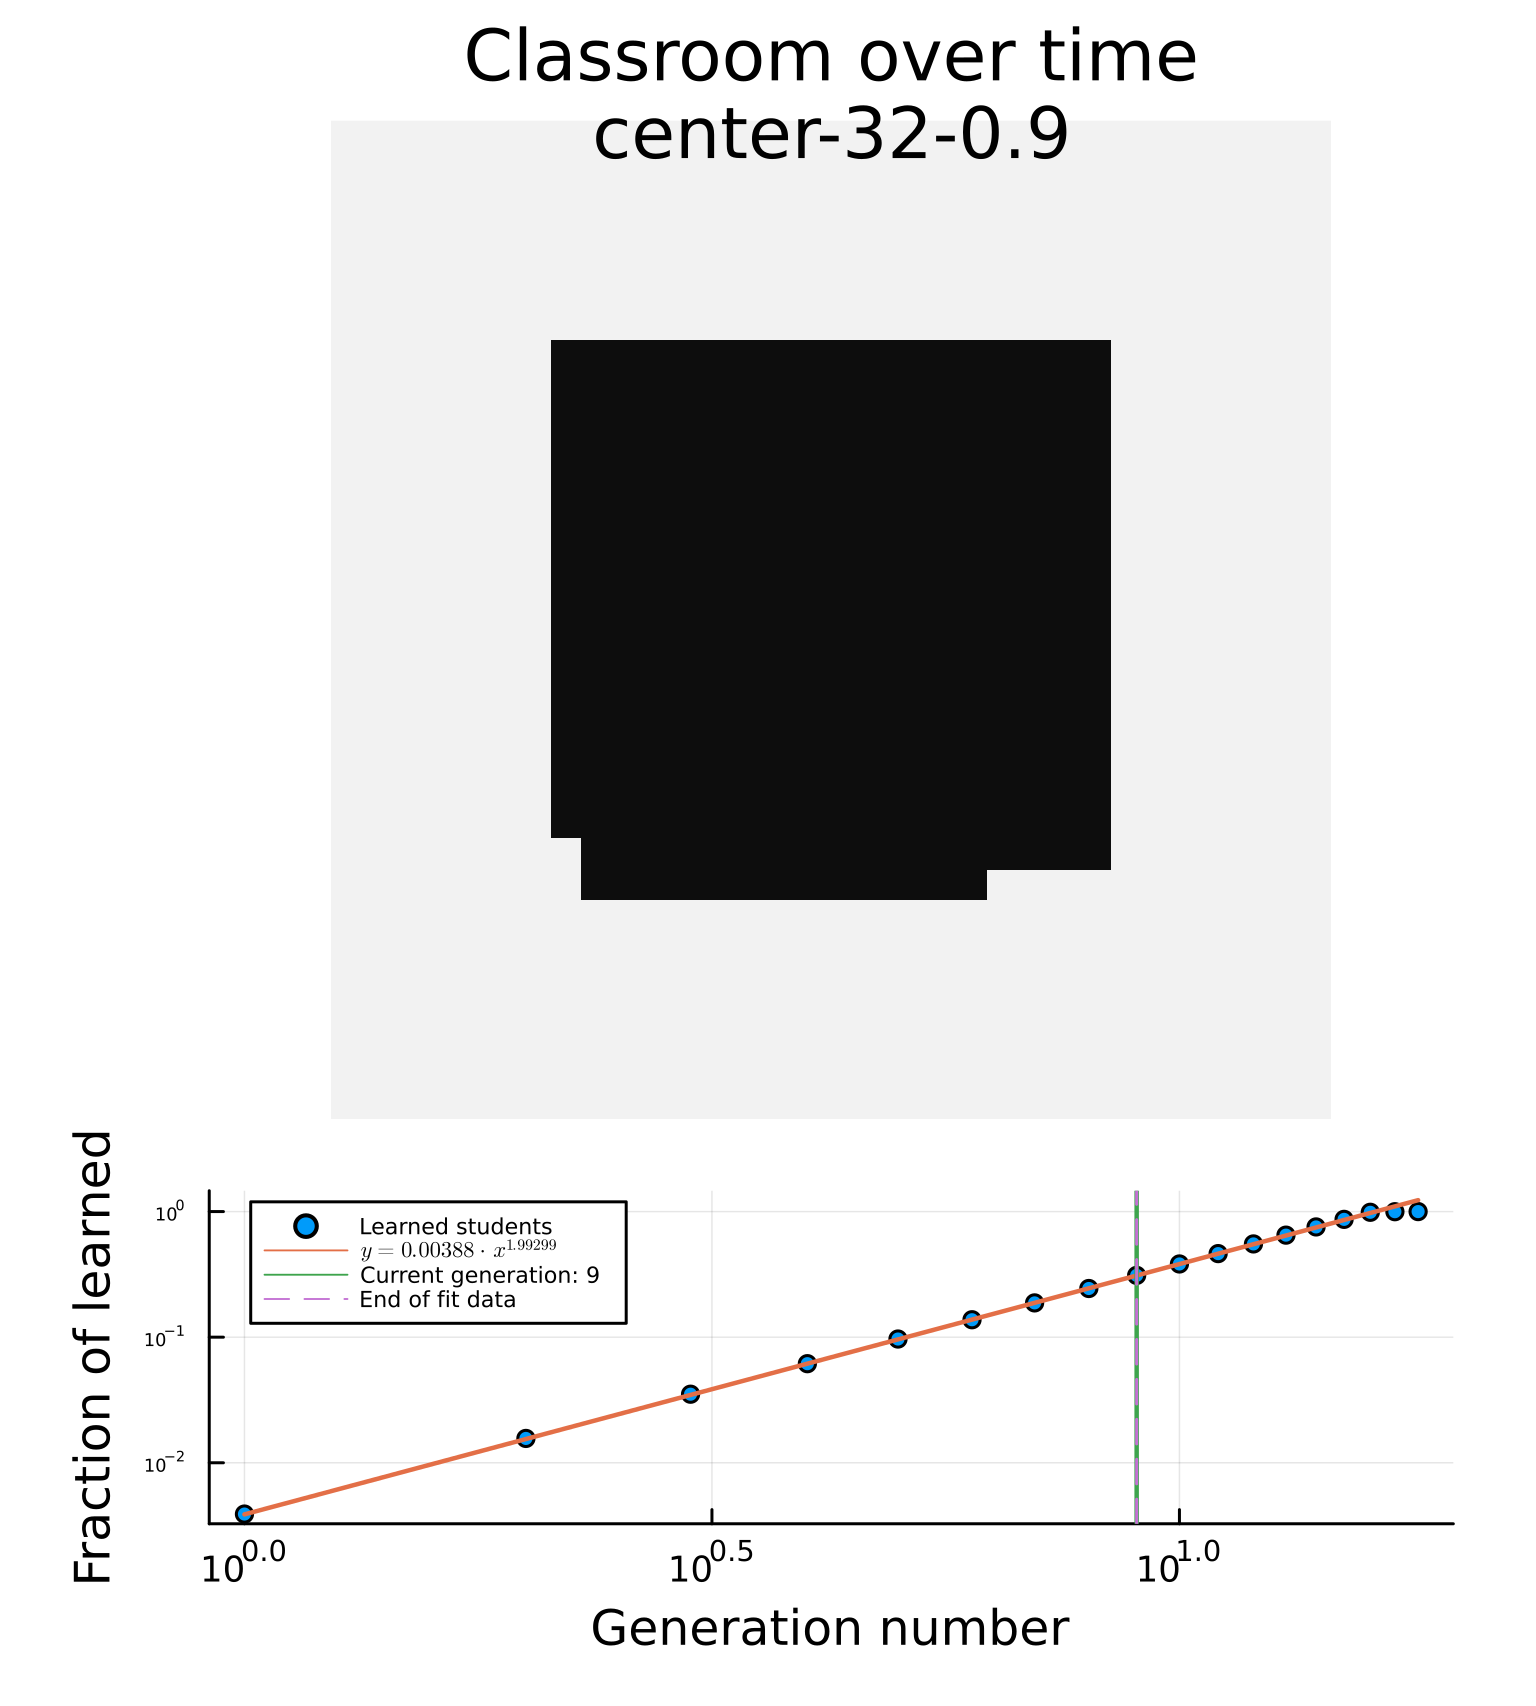 Classroom over time
center-32-0.9
Fraction of learned
10⁰
10⁻¹
10⁻²
Learned students
y = 0.00388 · x^1.99299
Current generation: 9
End of fit data
10^0.0
10^0.5
10^1.0
Generation number